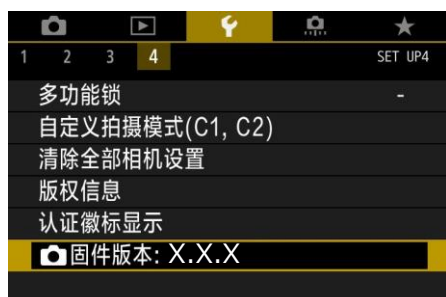 1 2 3 4 SET UP4
多功能锁 -
自定义拍摄模式(C1, C2)
清除全部相机设置
版权信息
认证徽标显示
固件版本: X.X.X